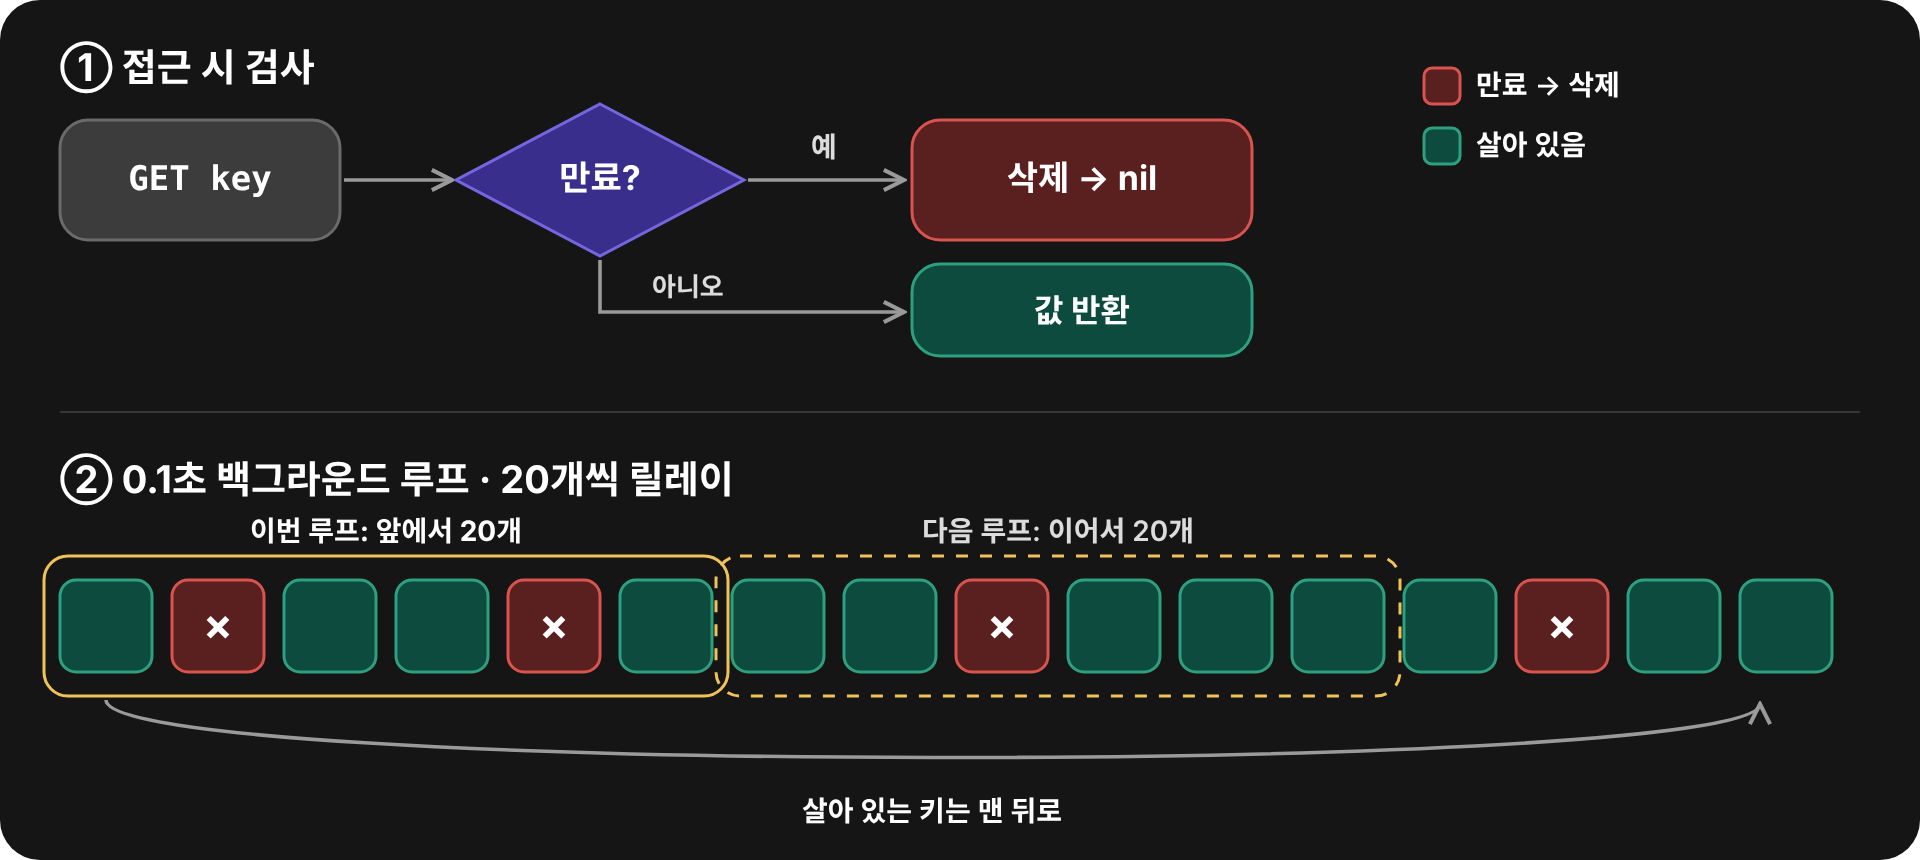 ① 접근 시 검사
만료 → 삭제
살아 있음
GET key
만료?
예
삭제 → nil
아니오
값 반환
② 0.1초 백그라운드 루프 · 20개씩 릴레이
이번 루프: 앞에서 20개
다음 루프: 이어서 20개
× × × ×
살아 있는 키는 맨 뒤로